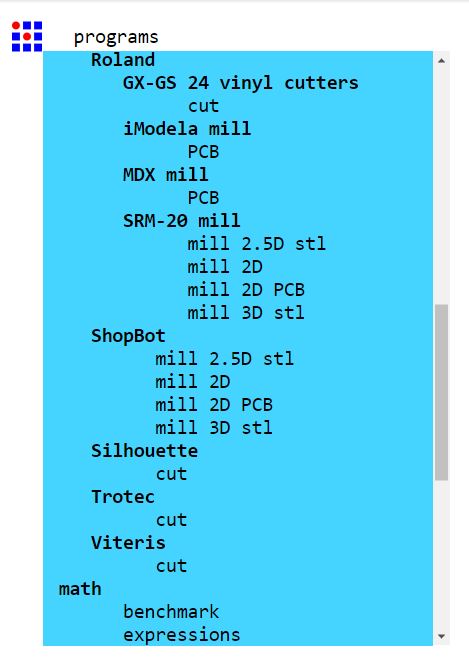 programs
Roland
GX-GS 24 vinyl cutters
cut
iModela mill
PCB
MDX mill
PCB
SRM-20 mill
mill 2.5D stl
mill 2D
mill 2D PCB
mill 3D stl
ShopBot
mill 2.5D stl
mill 2D
mill 2D PCB
mill 3D stl
Silhouette
cut
Trotec
cut
Viteris
cut
math
benchmark
expressions